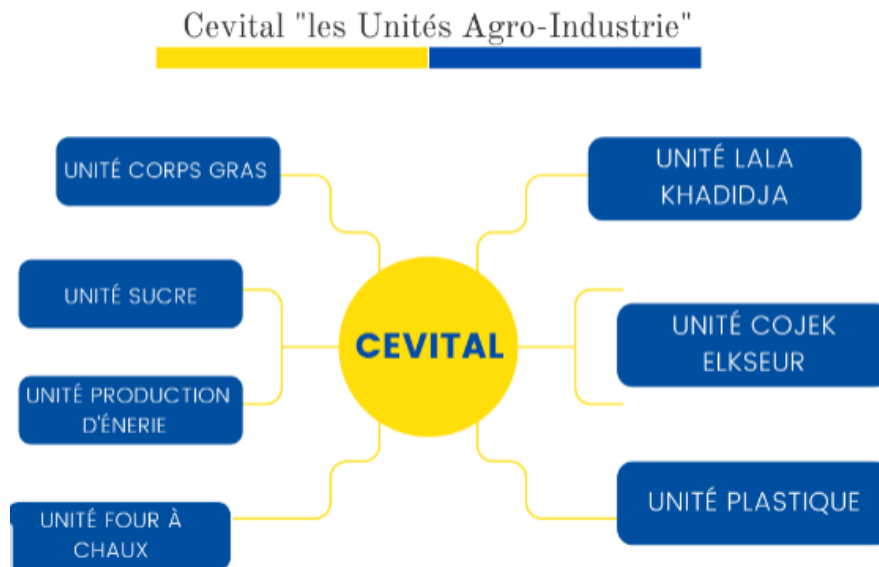 Cevital "les Unités Agro-Industrie"
UNITÉ CORPS GRAS
UNITÉ SUCRE
UNITÉ PRODUCTION
D'ÉNERIE
UNITÉ FOUR À
CHAUX
CEVITAL
UNITÉ LALA
KHADIDJA
UNITÉ COJEK
ELKSEUR
UNITÉ PLASTIQUE